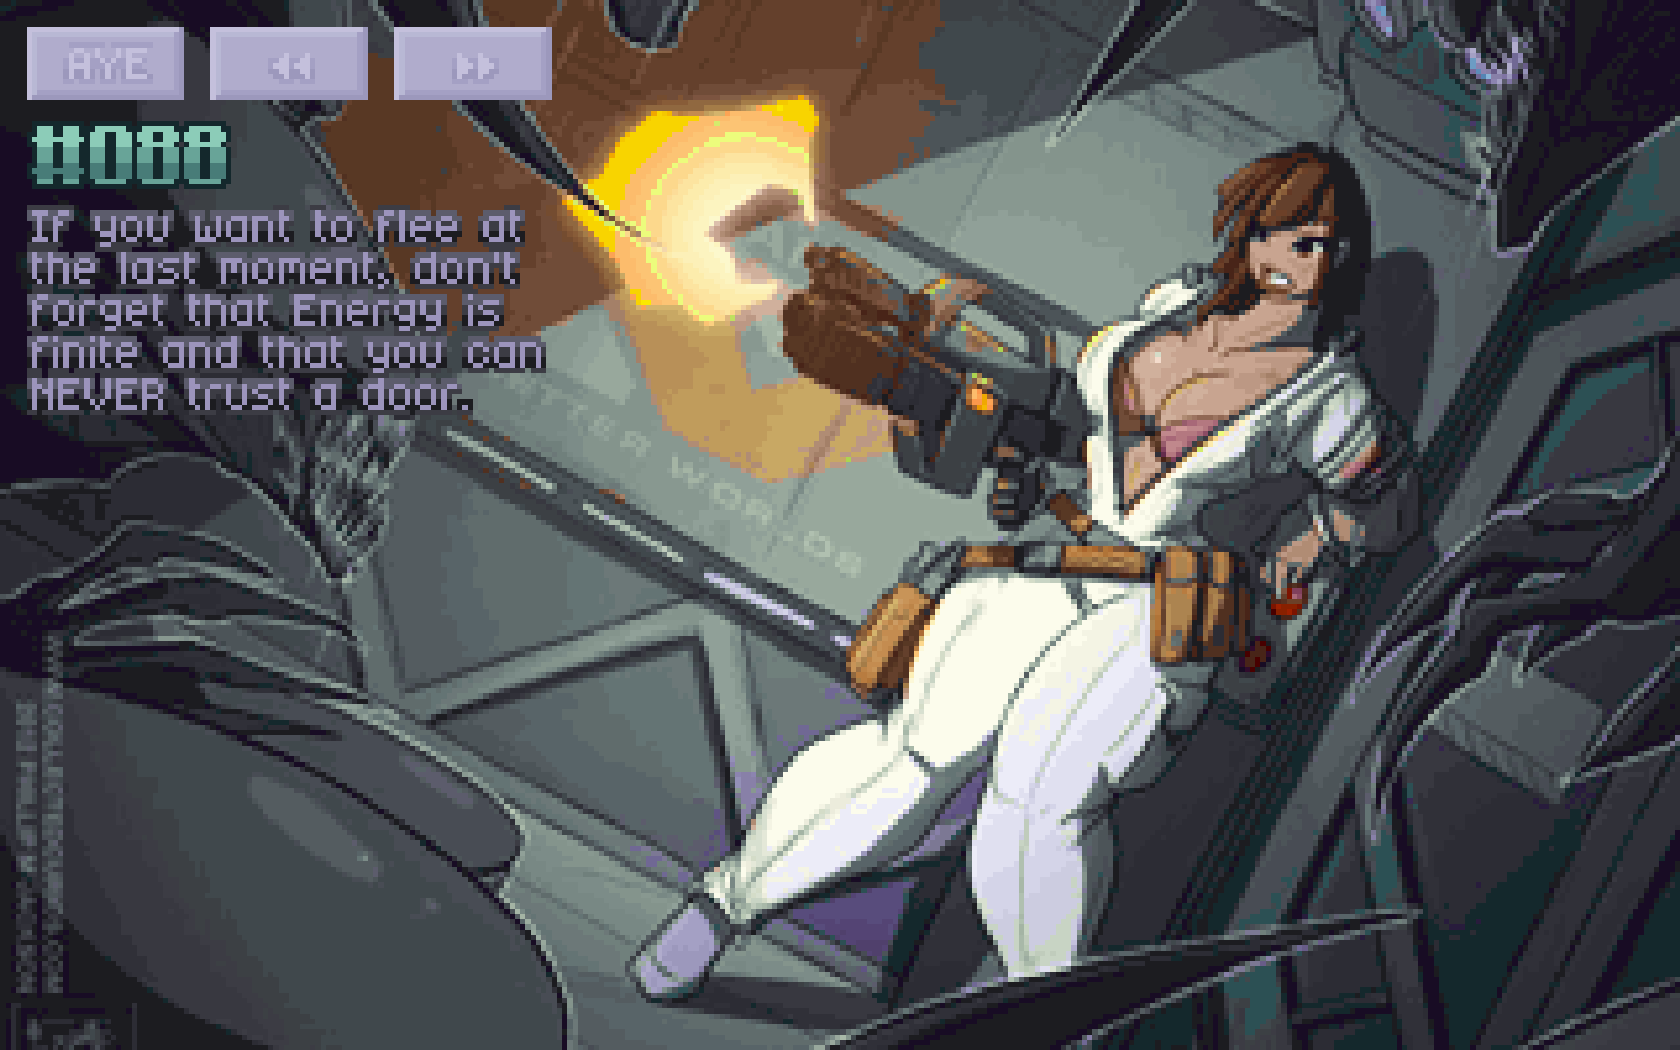 AYE
#088
If you want to flee at
the last moment, don't
forget that Energy is
finite and that you can
NEVER trust a door.